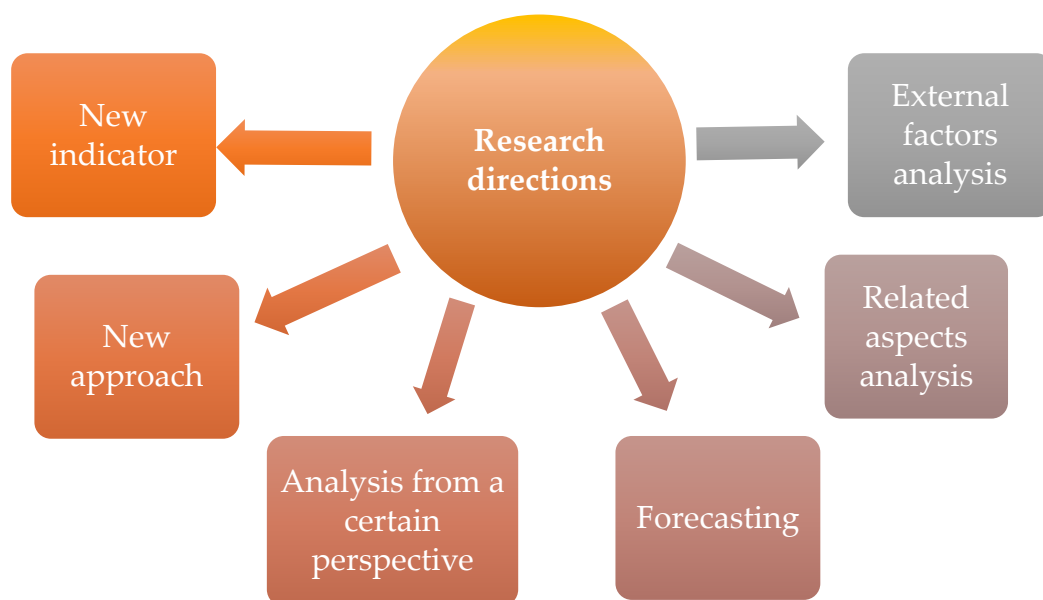 New
indicator
Research
directions
External
factors
analysis
New
approach
Related
aspects
analysis
Analysis from a
certain
perspective
Forecasting